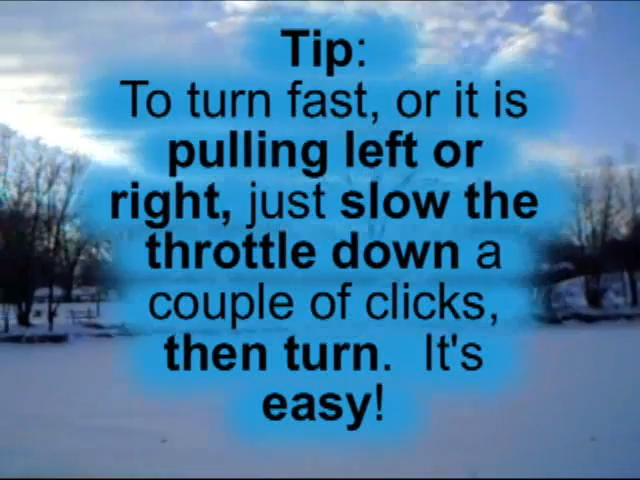 Tip:
To turn fast, or it is
pulling left or
right, just slow the
throttle down a
couple of clicks,
then turn.  It's
easy!